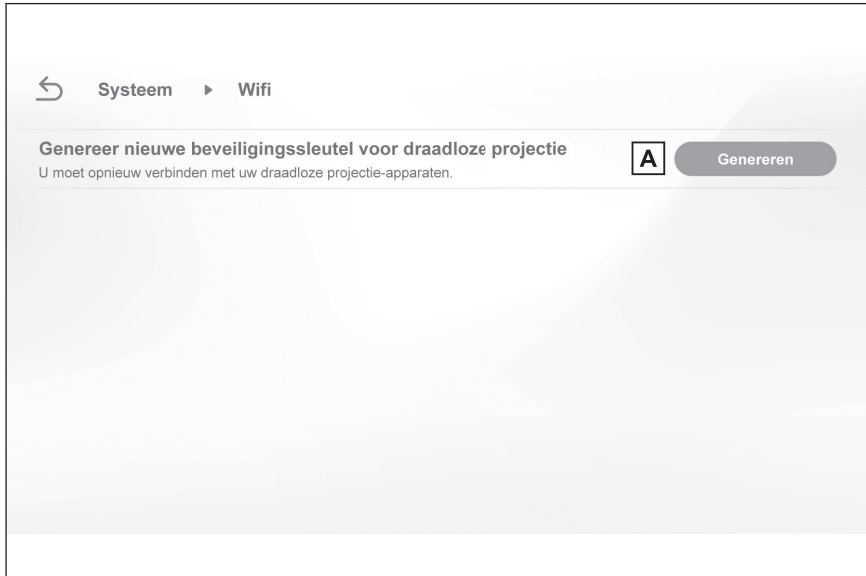 Systeem ▶ Wifi
Genereer nieuwe beveiligingssleutel voor draadloze projectie
U moet opnieuw verbinden met uw draadloze projectie-apparaten.
A
Genereren